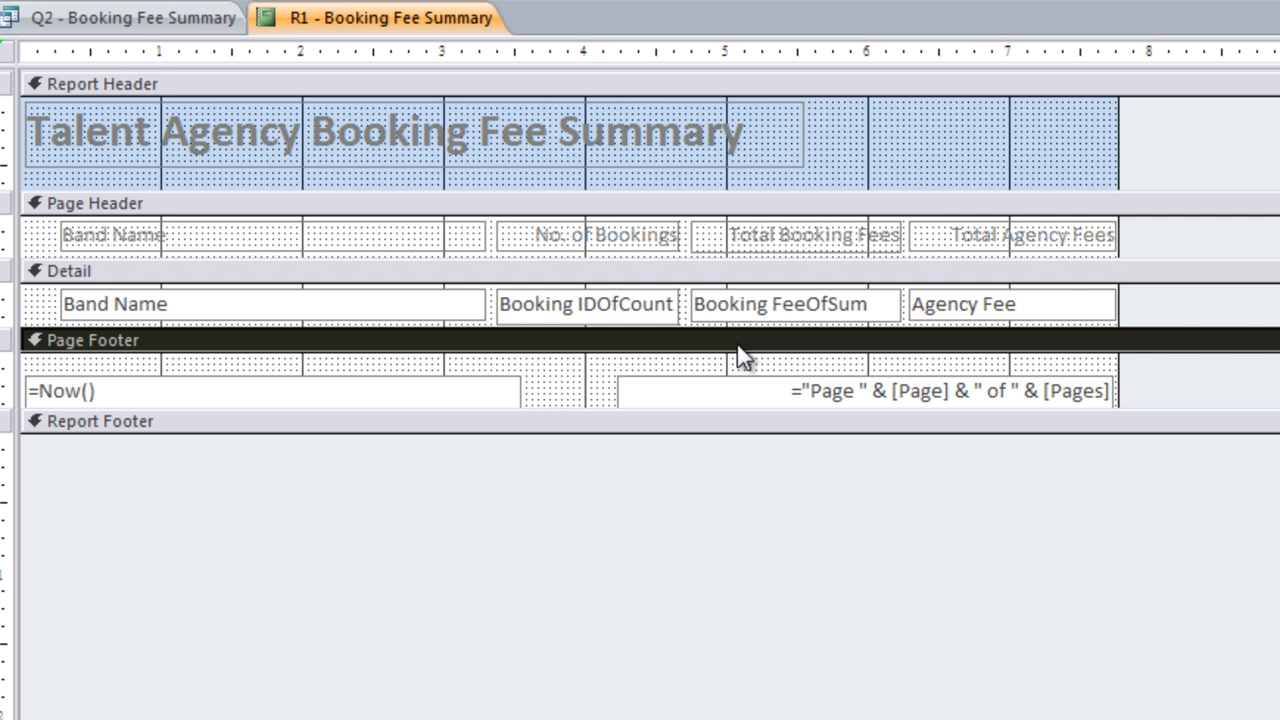 Q2 - Booking Fee Summary R1 - Booking Fee Summary
1 2 3 4 5 6 7 8
Report Header
Talent Agency Booking Fee Summary
Page Header
Band Name No. of Bookings Total Booking Fees Total Agency Fees
Detail
Band Name Booking IDOfCount Booking FeeOfSum Agency Fee
Page Footer
=Now() ="Page " & [Page] & " of " & [Pages]
Report Footer